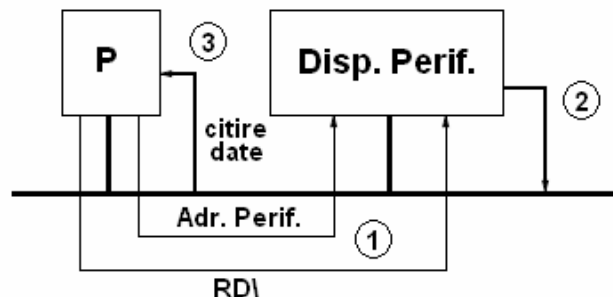 P
3
Disp. Perif.
2
citire
date
Adr. Perif.
1
RD\